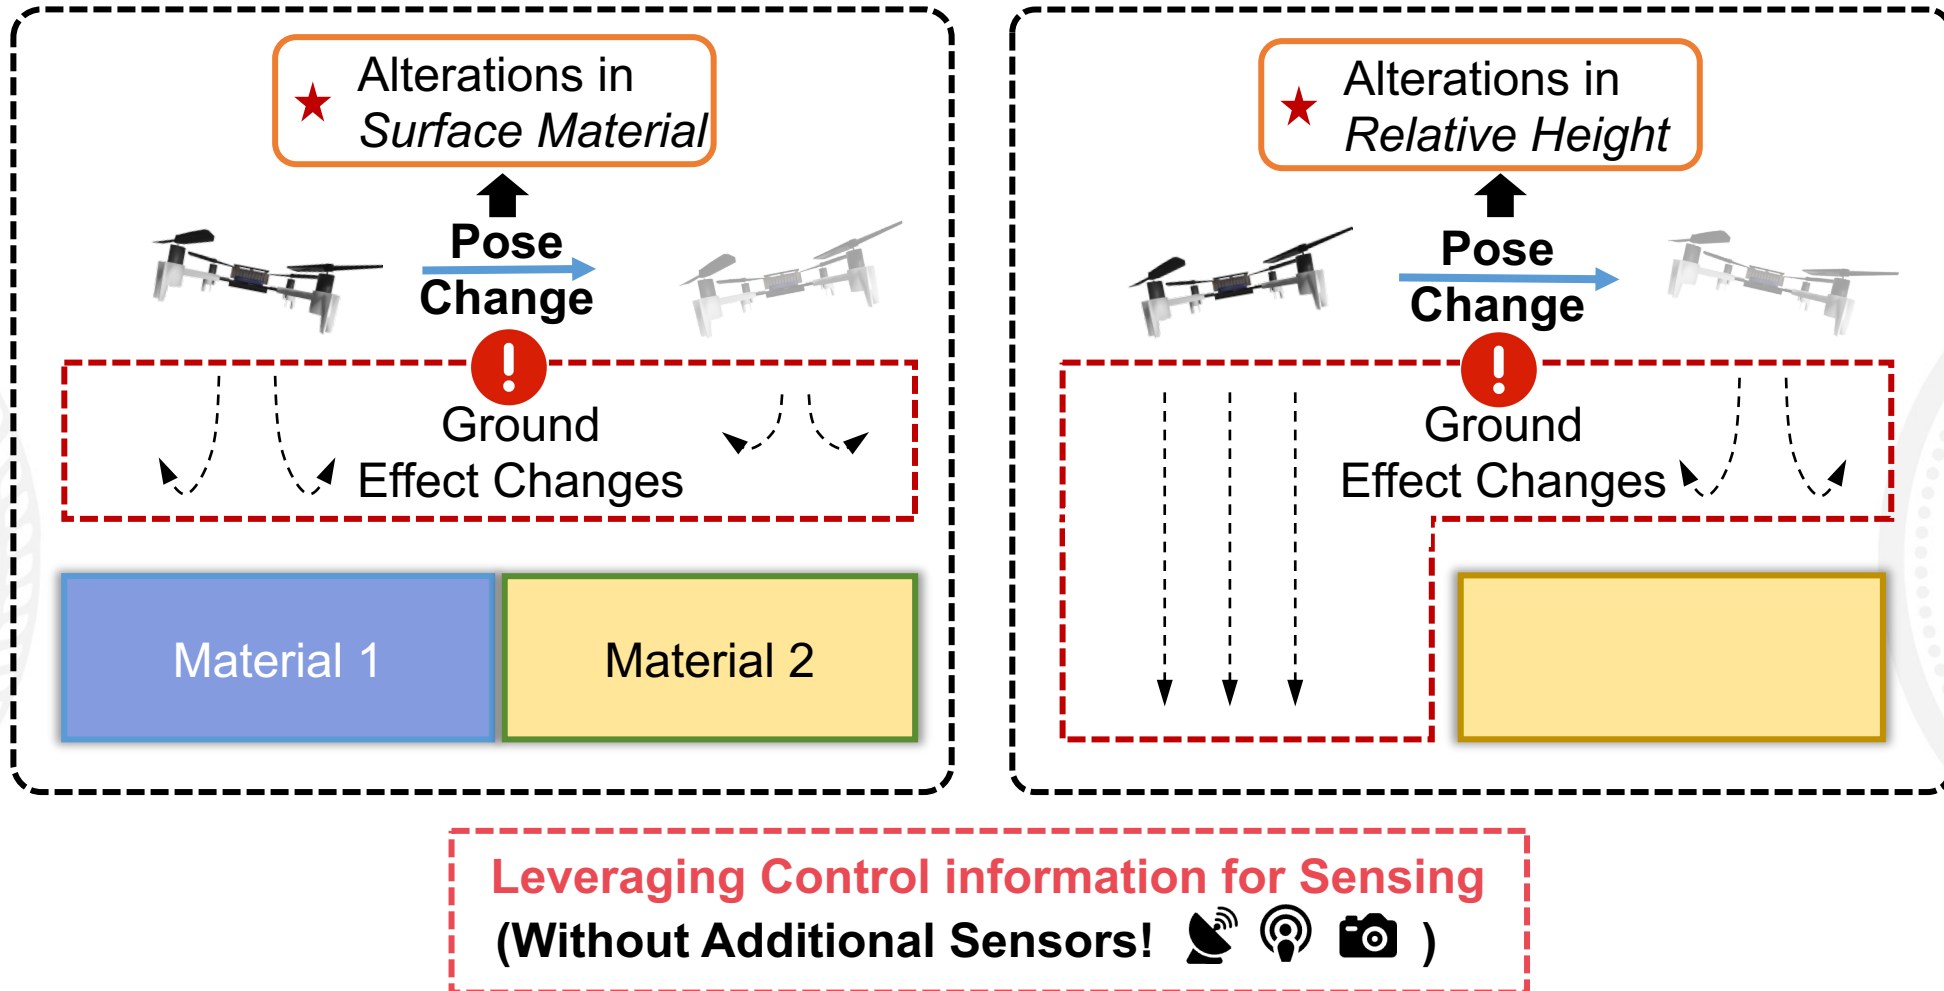 Alterations in
Surface Material
Pose
Change
Ground
Effect Changes
Material 1
Material 2
Alterations in
Relative Height
Pose
Change
Ground
Effect Changes
Leveraging Control information for Sensing
(Without Additional Sensors! )